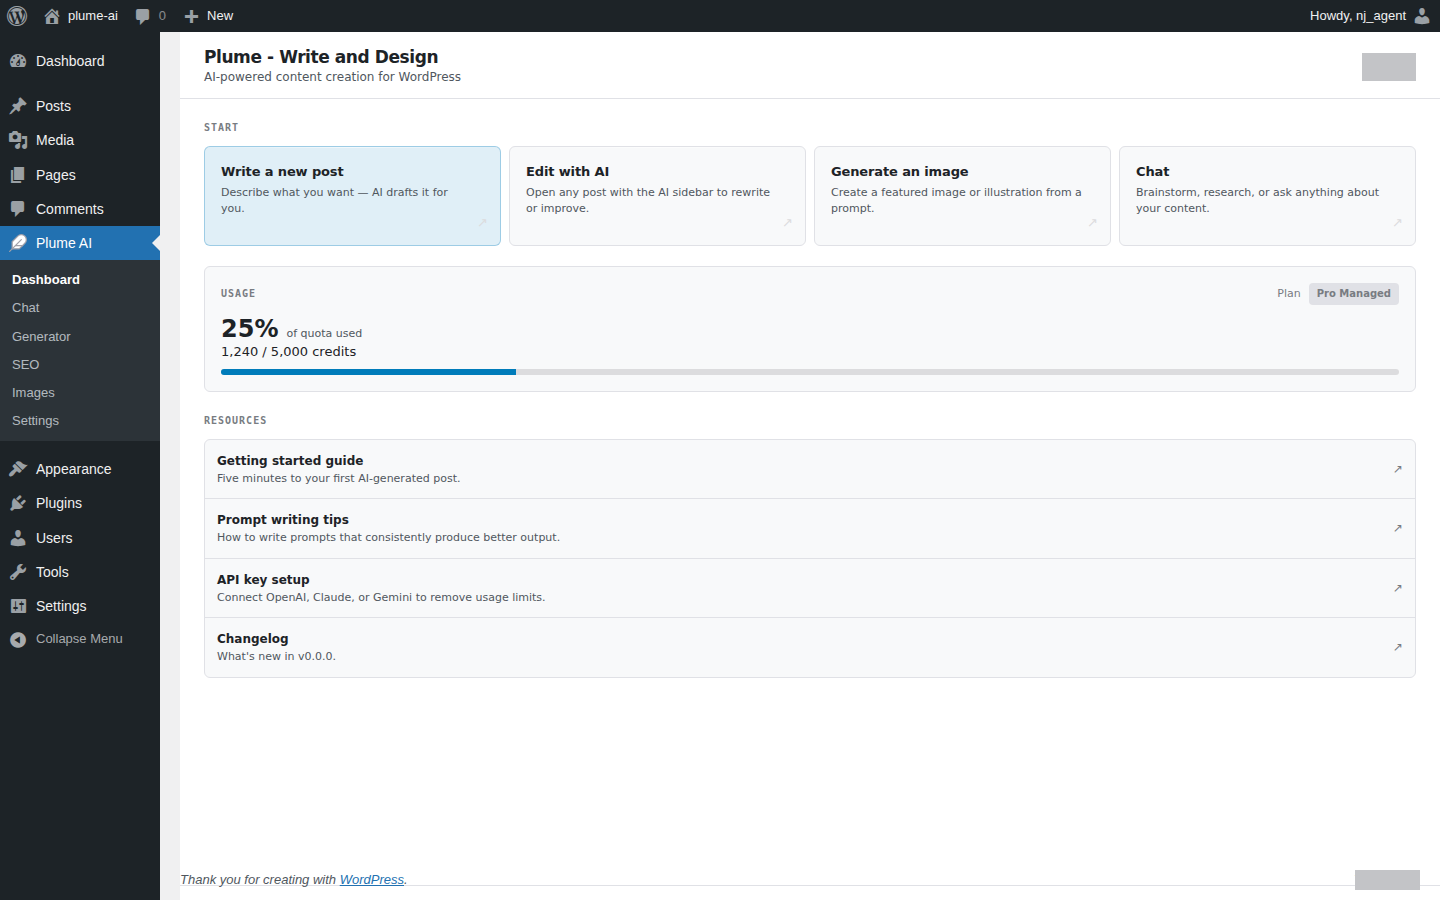 plume-ai
0
New
Howdy, nj_agent
Dashboard
Posts
Media
Pages
Comments
Plume AI
Dashboard
Chat
Generator
SEO
Images
Settings
Appearance
Plugins
Users
Tools
Settings
Collapse Menu
Plume - Write and Design
AI-powered content creation for WordPress
START
Write a new post
Describe what you want — AI drafts it for
you.
Edit with AI
Open any post with the AI sidebar to rewrite
or improve.
Generate an image
Create a featured image or illustration from a
prompt.
Chat
Brainstorm, research, or ask anything about
your content.
USAGE
Plan Pro Managed
25% of quota used
1,240 / 5,000 credits
RESOURCES
Getting started guide
Five minutes to your first AI-generated post.
Prompt writing tips
How to write prompts that consistently produce better output.
API key setup
Connect OpenAI, Claude, or Gemini to remove usage limits.
Changelog
What's new in v0.0.0.
Thank you for creating with WordPress.